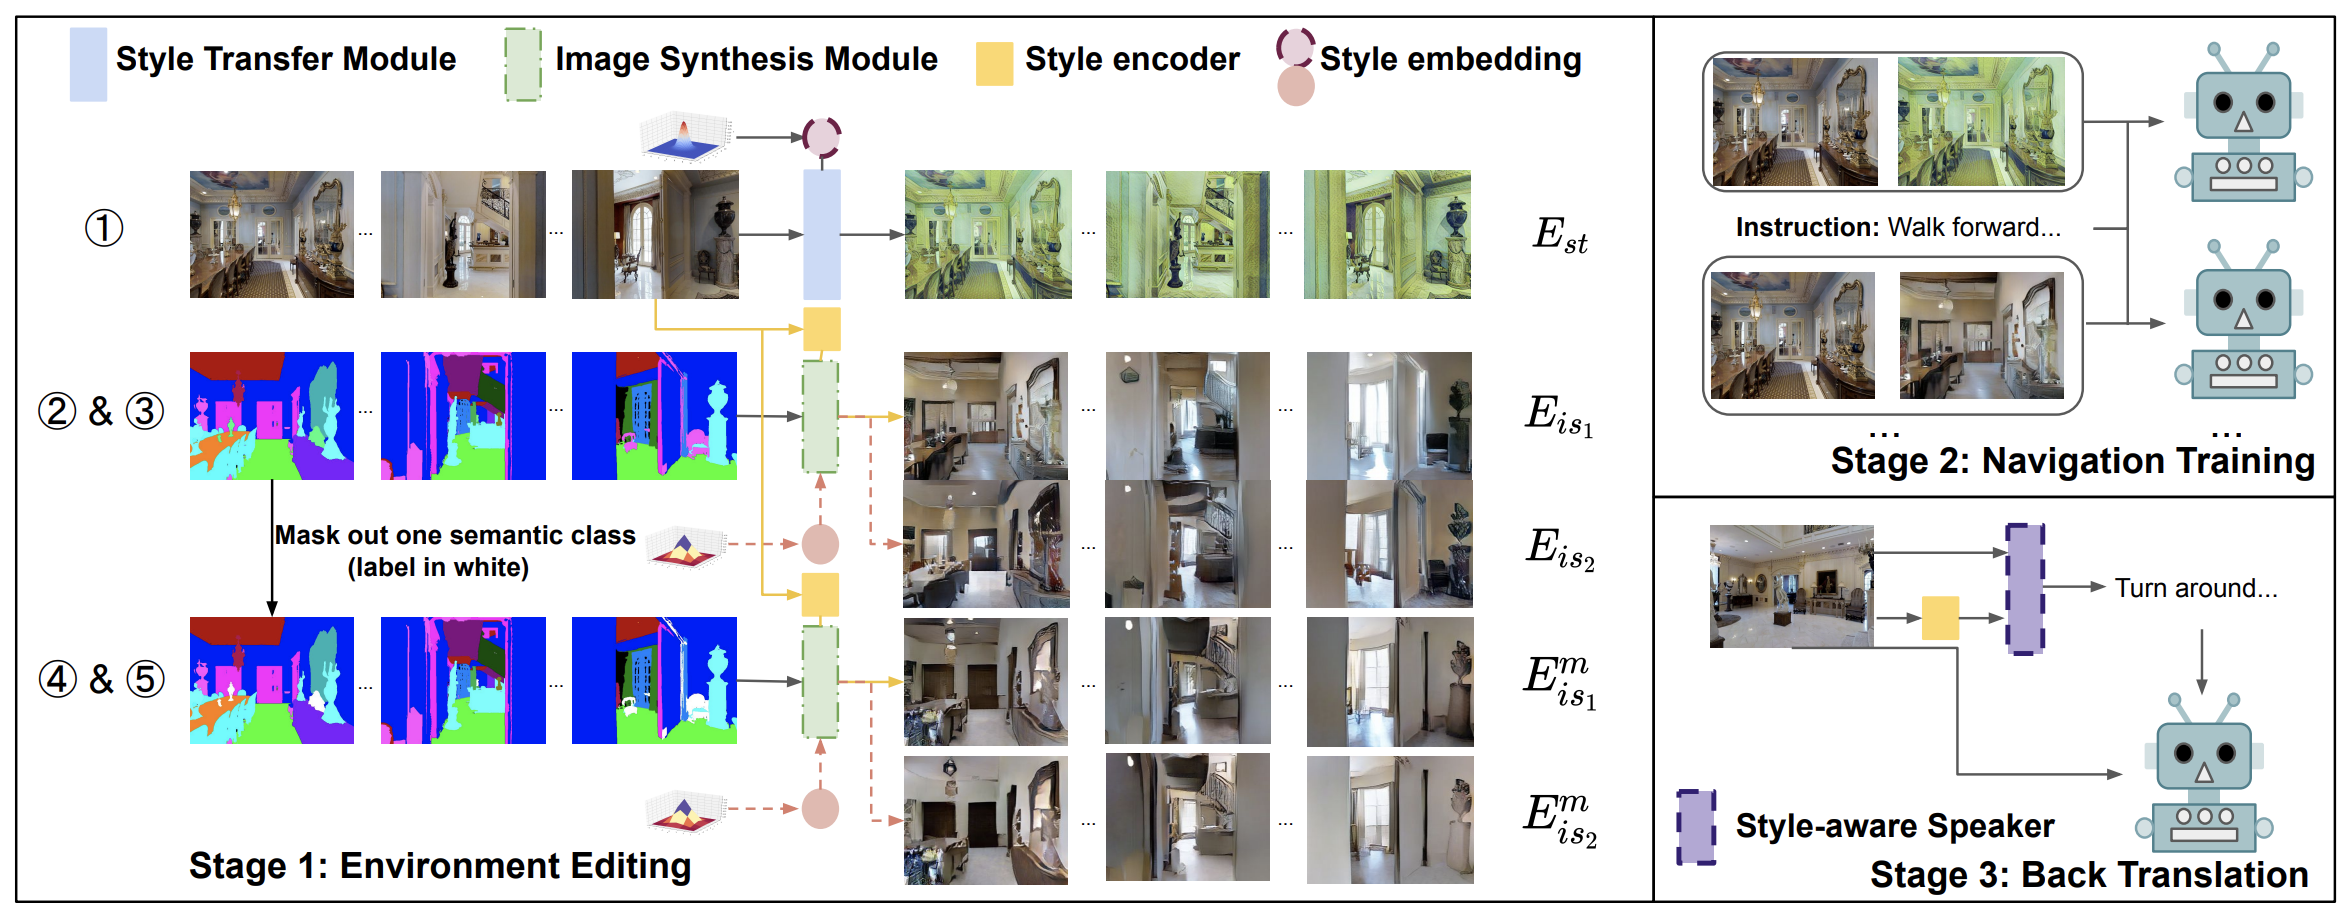 Style Transfer Module
Image Synthesis Module
Style encoder
Style embedding
①
...
...
...
...
E_{st}
② & ③
...
...
...
...
E_{is_1}
Mask out one semantic class
(label in white)
...
...
E_{is_2}
④ & ⑤
...
...
...
...
E_{is_1}^{m}
...
...
E_{is_2}^{m}
Stage 1: Environment Editing
Instruction: Walk forward...
...
...
Stage 2: Navigation Training
Turn around...
Style-aware Speaker
Stage 3: Back Translation